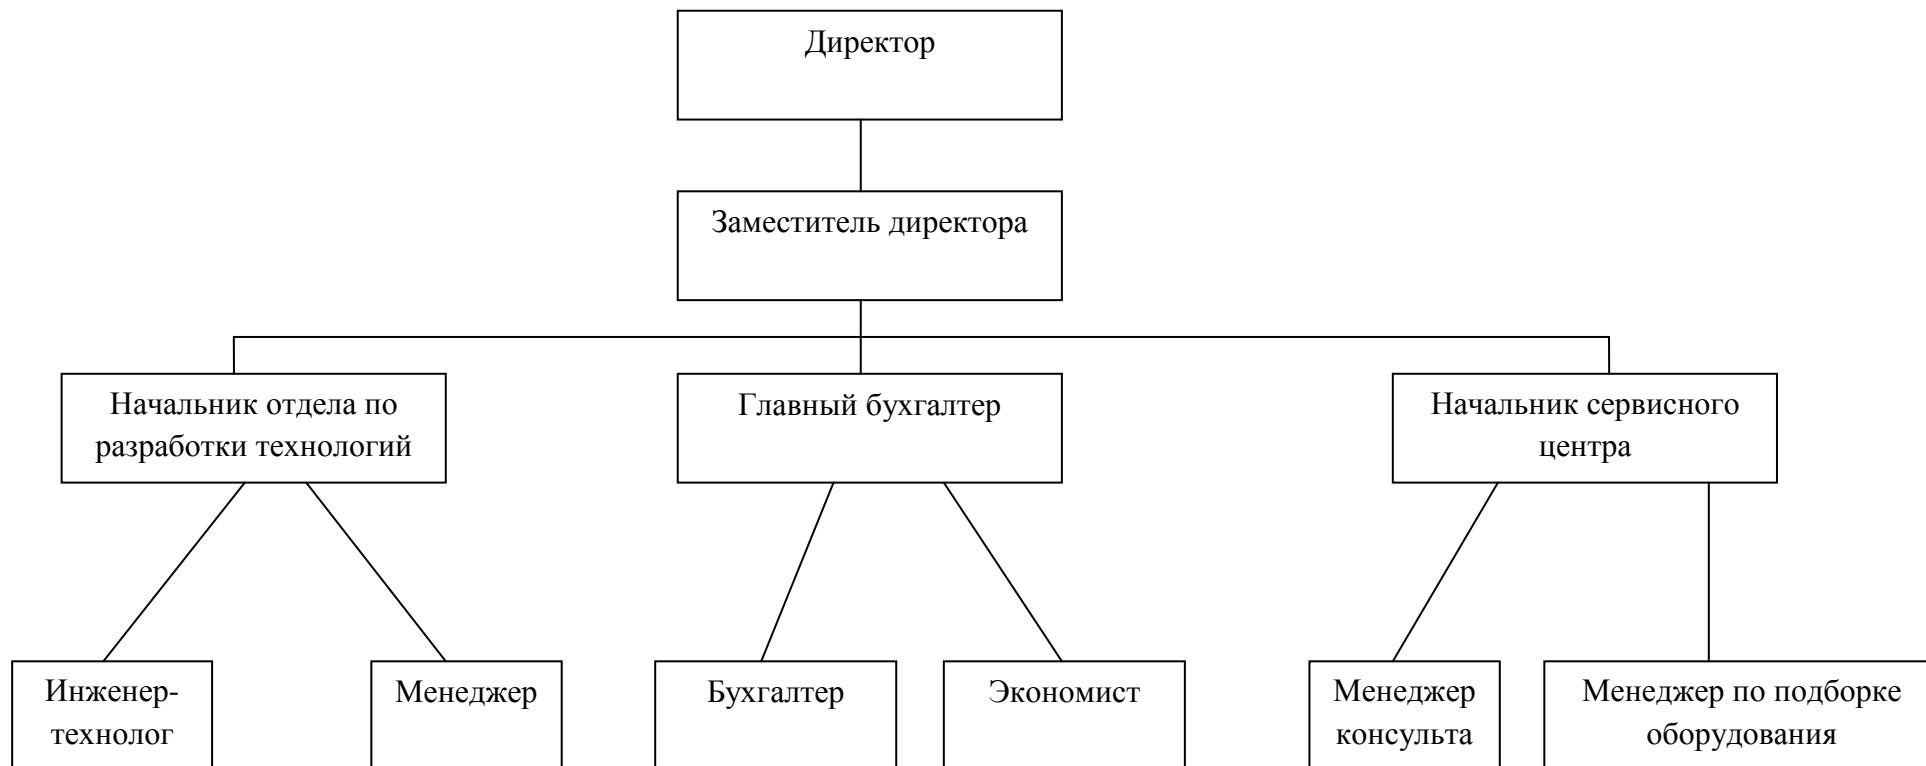 Директор
Заместитель директора
Начальник отдела по
разработки технологий
Главный бухгалтер
Начальник сервисного
центра
Инженер-
технолог
Менеджер
Бухгалтер
Экономист
Менеджер
консульта
Менеджер по подборке
оборудования